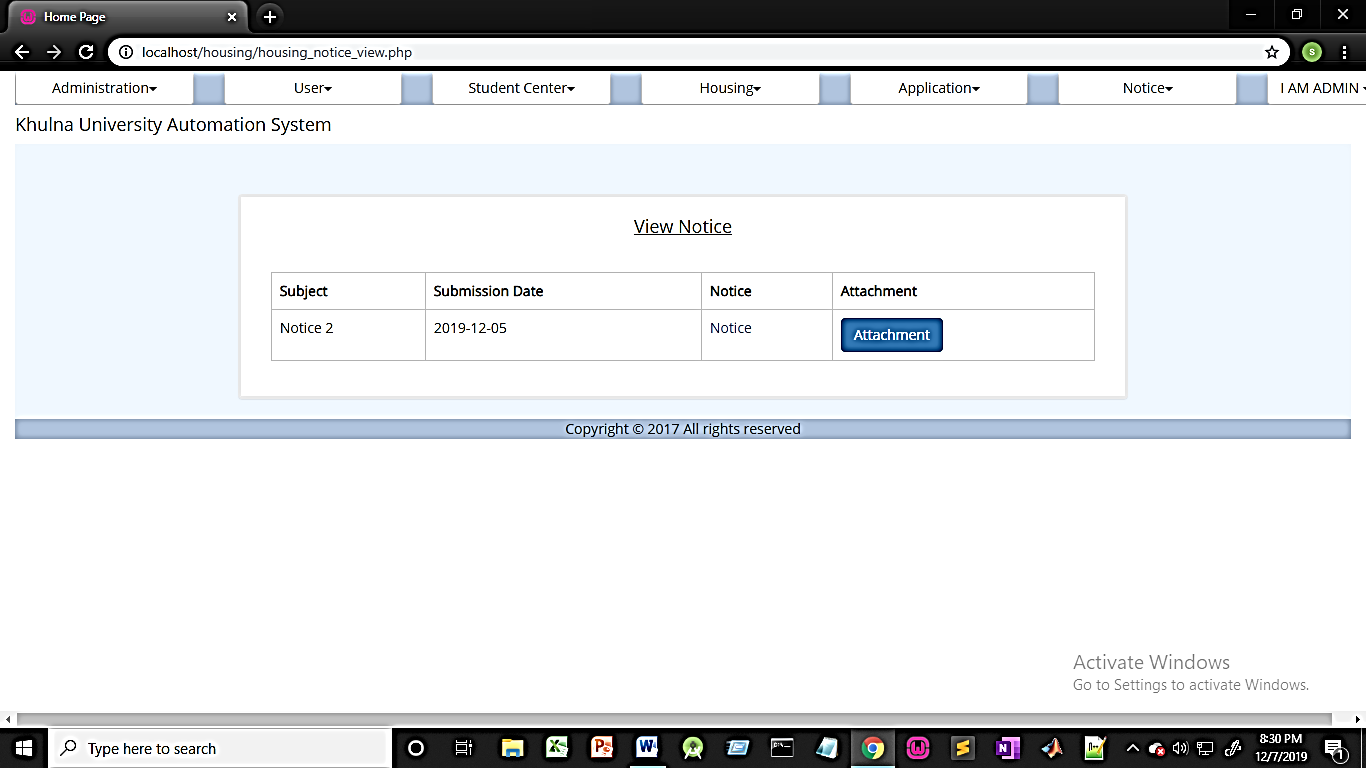 Home Page
localhost/housing/housing_notice_view.php
S
Administration User Student Center Housing Application Notice I AM ADMIN
Khulna University Automation System
View Notice
Subject Submission Date Notice Attachment
Notice 2 2019-12-05 Notice Attachment
Copyright © 2017 All rights reserved
Activate Windows
Go to Settings to activate Windows.
Type here to search
8:30 PM
12/7/2019
1